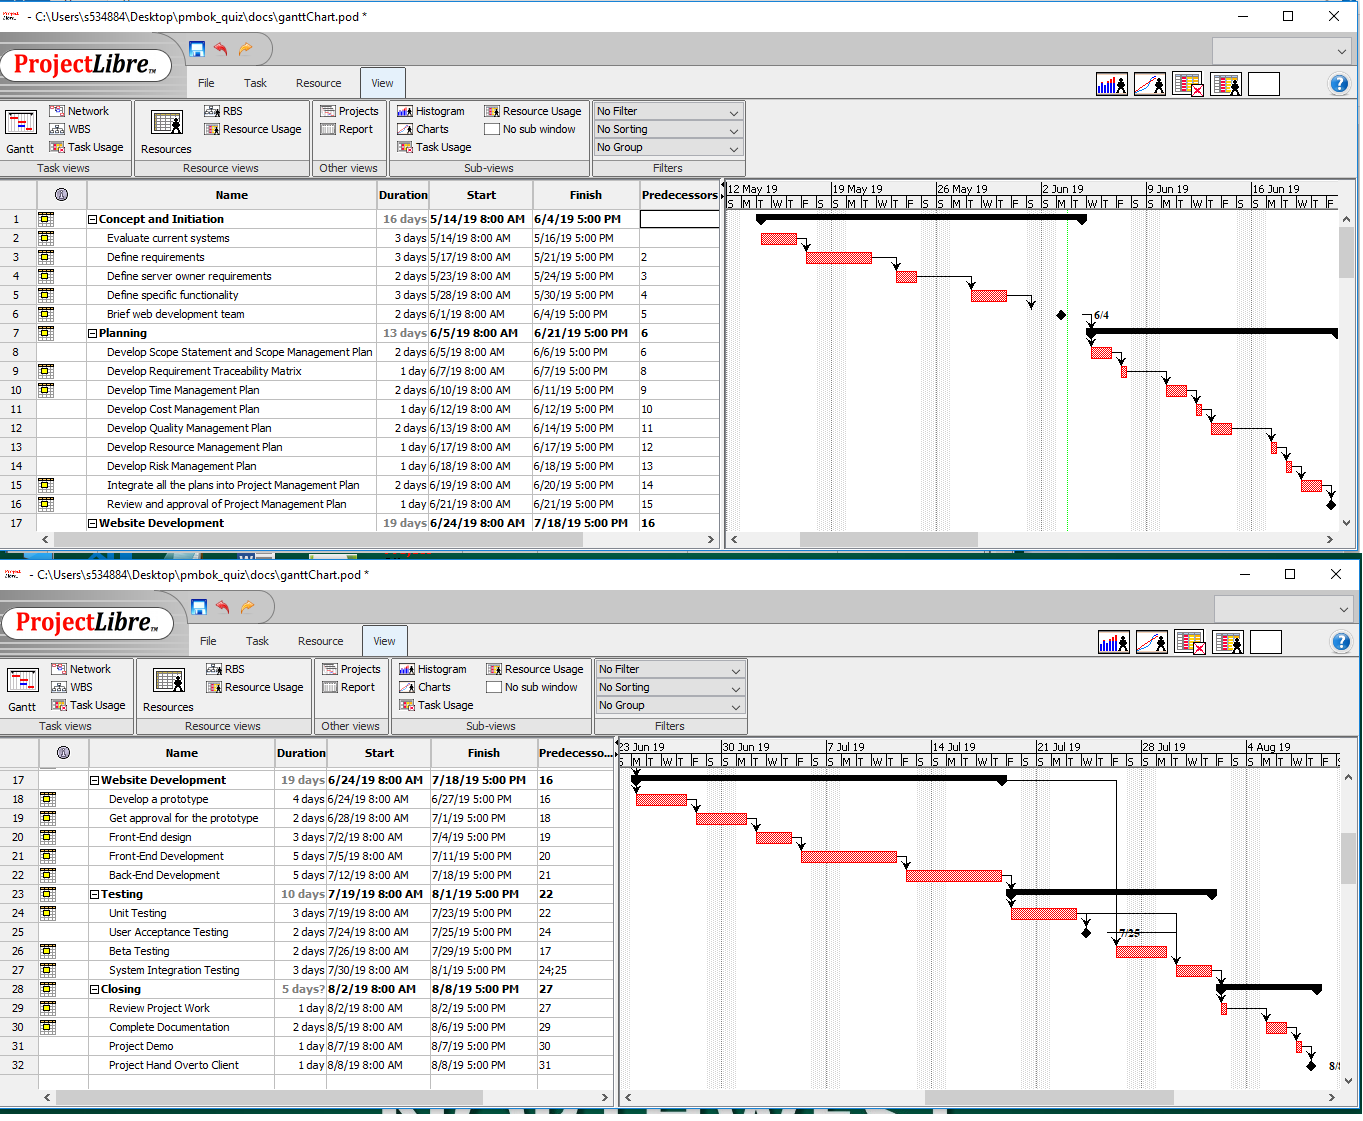 - C:\Users\s534884\Desktop\pmbok_quiz\docs\ganttChart.pod *
ProjectLibre™
File Task Resource View
Network RBS Projects Histogram Resource Usage No Filter
WBS Resource Usage Report Charts No sub window No Sorting
Gantt Task Usage Resources Task Usage No Group
Task views Resource views Other views Sub-views Filters
Name Duration Start Finish Predecessors 12 May 19 19 May 19 26 May 19 2 Jun 19 9 Jun 19 16 Jun 19
S M T W T F S S M T W T F S S M T W T F S S M T W T F S S M T W T F S S M T W T F
1 Concept and Initiation 16 days 5/14/19 8:00 AM 6/4/19 5:00 PM
2 Evaluate current systems 3 days 5/14/19 8:00 AM 5/16/19 5:00 PM
3 Define requirements 3 days 5/17/19 8:00 AM 5/21/19 5:00 PM 2
4 Define server owner requirements 2 days 5/23/19 8:00 AM 5/24/19 5:00 PM 3
5 Define specific functionality 3 days 5/28/19 8:00 AM 5/30/19 5:00 PM 4
6 Brief web development team 2 days 6/1/19 8:00 AM 6/4/19 5:00 PM 5 6/4
7 Planning 13 days 6/5/19 8:00 AM 6/21/19 5:00 PM 6
8 Develop Scope Statement and Scope Management Plan 2 days 6/5/19 8:00 AM 6/6/19 5:00 PM 6
9 Develop Requirement Traceability Matrix 1 day 6/7/19 8:00 AM 6/7/19 5:00 PM 8
10 Develop Time Management Plan 2 days 6/10/19 8:00 AM 6/11/19 5:00 PM 9
11 Develop Cost Management Plan 1 day 6/12/19 8:00 AM 6/12/19 5:00 PM 10
12 Develop Quality Management Plan 2 days 6/13/19 8:00 AM 6/14/19 5:00 PM 11
13 Develop Resource Management Plan 1 day 6/17/19 8:00 AM 6/17/19 5:00 PM 12
14 Develop Risk Management Plan 1 day 6/18/19 8:00 AM 6/18/19 5:00 PM 13
15 Integrate all the plans into Project Management Plan 2 days 6/19/19 8:00 AM 6/20/19 5:00 PM 14
16 Review and approval of Project Management Plan 1 day 6/21/19 8:00 AM 6/21/19 5:00 PM 15
17 Website Development 19 days 6/24/19 8:00 AM 7/18/19 5:00 PM 16
- C:\Users\s534884\Desktop\pmbok_quiz\docs\ganttChart.pod *
ProjectLibre™
File Task Resource View
Network RBS Projects Histogram Resource Usage No Filter
WBS Resource Usage Report Charts No sub window No Sorting
Gantt Task Usage Resources Task Usage No Group
Task views Resource views Other views Sub-views Filters
Name Duration Start Finish Predecesso... 23 Jun 19 30 Jun 19 7 Jul 19 14 Jul 19 21 Jul 19 28 Jul 19 4 Aug 19
S M T W T F S S M T W T F S S M T W T F S S M T W T F S S M T W T F S S M T W T F S S M T W T F S
17 Website Development 19 days 6/24/19 8:00 AM 7/18/19 5:00 PM 16
18 Develop a prototype 4 days 6/24/19 8:00 AM 6/27/19 5:00 PM 16
19 Get approval for the prototype 2 days 6/28/19 8:00 AM 7/1/19 5:00 PM 18
20 Front-End design 3 days 7/2/19 8:00 AM 7/4/19 5:00 PM 19
21 Front-End Development 5 days 7/5/19 8:00 AM 7/11/19 5:00 PM 20
22 Back-End Development 5 days 7/12/19 8:00 AM 7/18/19 5:00 PM 21
23 Testing 10 days 7/19/19 8:00 AM 8/1/19 5:00 PM 22
24 Unit Testing 3 days 7/19/19 8:00 AM 7/23/19 5:00 PM 22
25 User Acceptance Testing 2 days 7/24/19 8:00 AM 7/25/19 5:00 PM 24 7/25
26 Beta Testing 2 days 7/26/19 8:00 AM 7/29/19 5:00 PM 17
27 System Integration Testing 3 days 7/30/19 8:00 AM 8/1/19 5:00 PM 24;25
28 Closing 5 days? 8/2/19 8:00 AM 8/8/19 5:00 PM 27
29 Review Project Work 1 day 8/2/19 8:00 AM 8/2/19 5:00 PM 27
30 Complete Documentation 2 days 8/5/19 8:00 AM 8/6/19 5:00 PM 29
31 Project Demo 1 day 8/7/19 8:00 AM 8/7/19 5:00 PM 30
32 Project Hand Overto Client 1 day 8/8/19 8:00 AM 8/8/19 5:00 PM 31 8/8